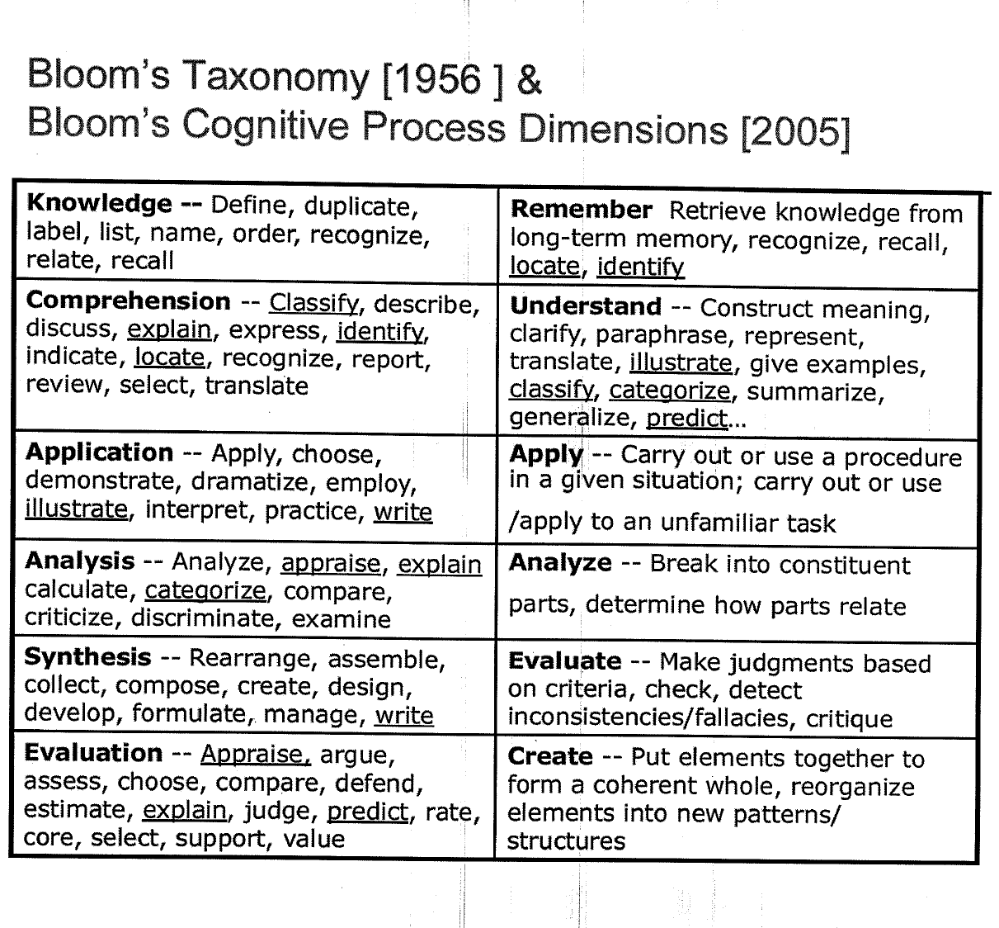 Bloom's Taxonomy [1956 ] &
Bloom's Cognitive Process Dimensions [2005]
Knowledge -- Define, duplicate,
label, list, name, order, recognize,
relate, recall
Remember Retrieve knowledge from
long-term memory, recognize, recall,
locate, identify
Comprehension -- Classify, describe,
discuss, explain, express, identify,
indicate, locate, recognize, report,
review, select, translate
Understand -- Construct meaning,
clarify, paraphrase, represent,
translate, illustrate, give examples,
classify, categorize, summarize,
generalize, predict...
Application -- Apply, choose,
demonstrate, dramatize, employ,
illustrate, interpret, practice, write
Apply -- Carry out or use a procedure
in a given situation; carry out or use
/apply to an unfamiliar task
Analysis -- Analyze, appraise, explain
calculate, categorize, compare,
criticize, discriminate, examine
Analyze -- Break into constituent
parts, determine how parts relate
Synthesis -- Rearrange, assemble,
collect, compose, create, design,
develop, formulate, manage, write
Evaluate -- Make judgments based
on criteria, check, detect
inconsistencies/fallacies, critique
Evaluation -- Appraise, argue,
assess, choose, compare, defend,
estimate, explain, judge, predict, rate,
core, select, support, value
Create -- Put elements together to
form a coherent whole, reorganize
elements into new patterns/
structures